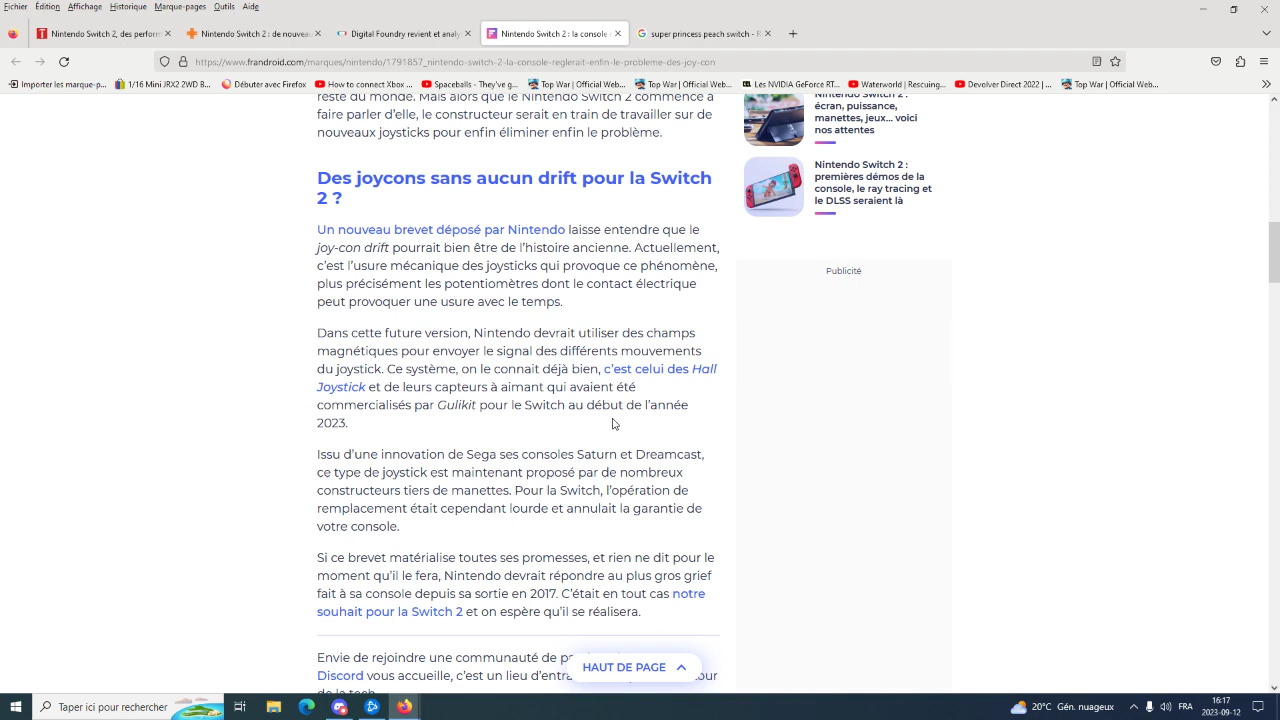 Fichier Édition Affichage Historique Marque-pages Outils Aide
Nintendo Switch 2, des perform
Nintendo Switch 2 : de nouveau
Digital Foundry revient et analy
Nintendo Switch 2 : la console
super princess peach switch - R
https://www.frandroid.com/marques/nintendo/1791857_nintendo-switch-2-la-console-reglerait-enfin-le-probleme-des-joy-con
Importer les marque-p...
1/16 MN JRX2 2WD B...
Débuter avec Firefox
How to connect Xbox ...
Spaceballs - They've g...
Top War | Official Web...
Top War | Official Web...
Les NVIDIA GeForce RT...
Waterworld | Rescuing...
Devolver Direct 2022 | ...
Top War | Official Web...
reste du monde. Mais alors que le Nintendo Switch 2 commence à
faire parler d'elle, le constructeur serait en train de travailler sur de
nouveaux joysticks pour enfin éliminer enfin le problème.
Des joycons sans aucun drift pour la Switch
2 ?
Un nouveau brevet déposé par Nintendo laisse entendre que le
joy-con drift pourrait bien être de l'histoire ancienne. Actuellement,
c'est l'usure mécanique des joysticks qui provoque ce phénomène,
plus précisément les potentiomètres dont le contact électrique
peut provoquer une usure avec le temps.
Dans cette future version, Nintendo devrait utiliser des champs
magnétiques pour envoyer le signal des différents mouvements
du joystick. Ce système, on le connait déjà bien, c'est celui des Hall
Joystick et de leurs capteurs à aimant qui avaient été
commercialisés par Gulikit pour le Switch au début de l'année
2023.
Issu d'une innovation de Sega ses consoles Saturn et Dreamcast,
ce type de joystick est maintenant proposé par de nombreux
constructeurs tiers de manettes. Pour la Switch, l'opération de
remplacement était cependant lourde et annulait la garantie de
votre console.
Si ce brevet matérialise toutes ses promesses, et rien ne dit pour le
moment qu'il le fera, Nintendo devrait répondre au plus gros grief
fait à sa console depuis sa sortie en 2017. C'était en tout cas notre
souhait pour la Switch 2 et on espère qu'il se réalisera.
Envie de rejoindre une communauté de
Discord vous accueille, c'est un lieu
de la tech
HAUT DE PAGE
Nintendo Switch 2 :
écran, puissance,
manettes, jeux... voici
nos attentes
Nintendo Switch 2 :
premières démos de la
console, le ray tracing et
le DLSS seraient là
Publicité
Taper ici pour rechercher
20°C Gén. nuageux
FRA
16:17
2023-09-12